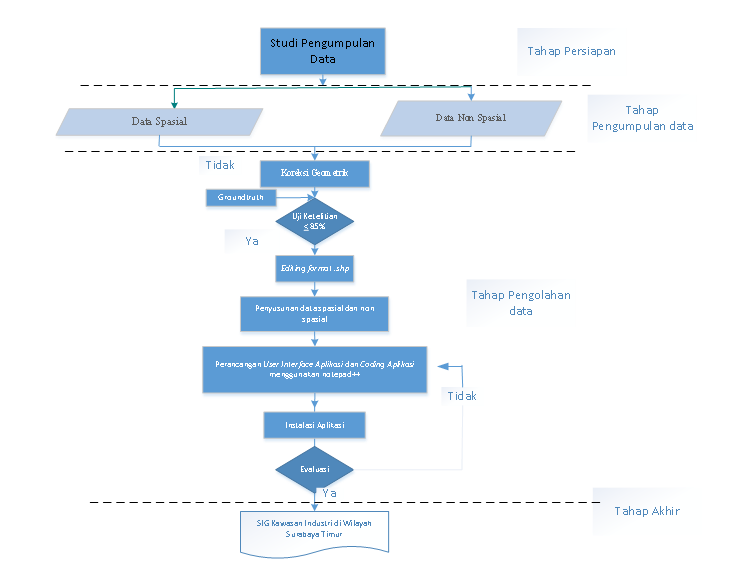 Studi Pengumpulan
Data
Tahap Persiapan
Data Spasial
Data Non Spasial
Tahap
Pengumpulan data
Tidak
Koreksi Geometrik
Groundtruth
Uji Ketelitian
≤ 85%
Ya
Editing format .shp
Tahap Pengolahan
data
Penyusunan data spasial dan non
spasial
Perancangan User Interface Aplikasi dan Coding Aplikasi
menggunakan notepad++
Tidak
Instalasi Aplikasi
Evaluasi
Ya
Tahap Akhir
SIG Kawasan Industri di Wilayah
Surabaya Timur